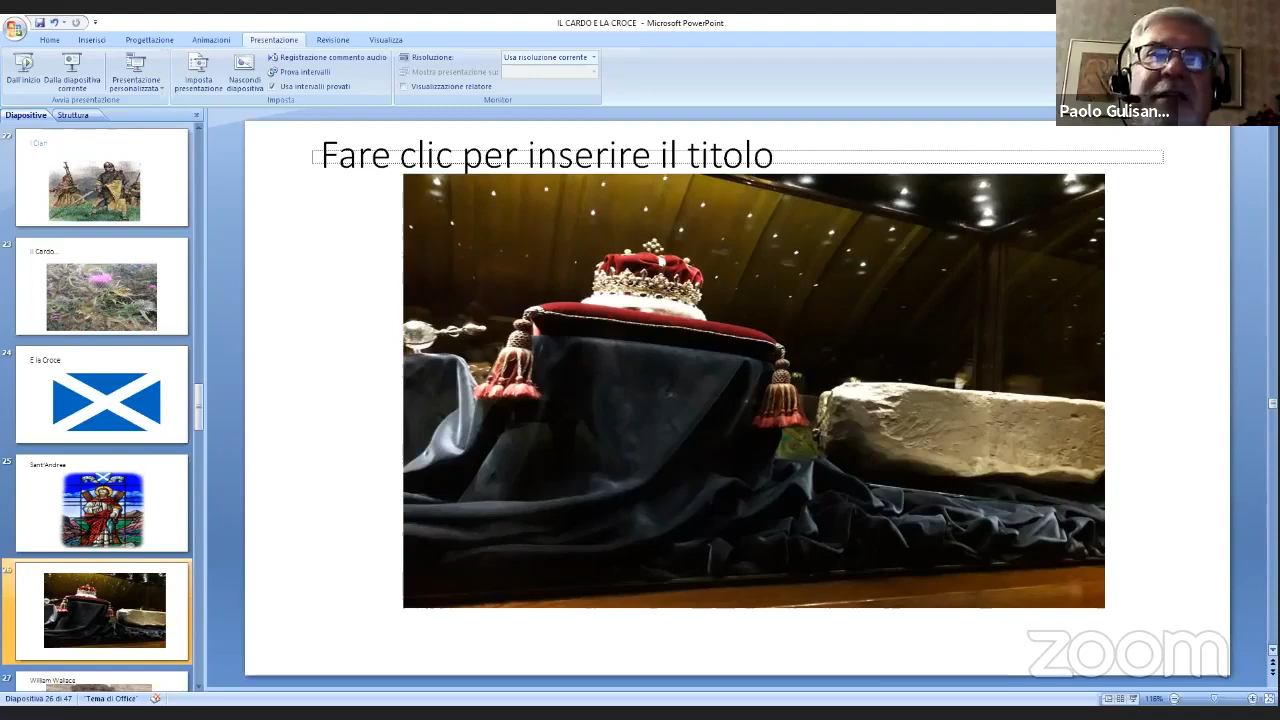 IL CARDO E LA CROCE - Microsoft PowerPoint
Home Inserisci Progettazione Animazioni Presentazione Revisione Visualizza
Dall'inizio
Dalla diapositiva corrente
Presentazione personalizzata
Avvia presentazione
Imposta presentazione
Nascondi diapositiva
Registrazione commento audio
Prova intervalli
Usa intervalli provati
Imposta
Risoluzione:
Usa risoluzione corrente
Mostra presentazione su:
Visualizzazione relatore
Monitor
Paolo Gulisan...
Diapositive Struttura
22
I Clan
23
Il Cardo...
24
E la Croce
25
Sant'Andrea
26
27
William Wallace
Fare clic per inserire il titolo
zoom
Diapositiva 26 di 47
"Tema di Office"
116%